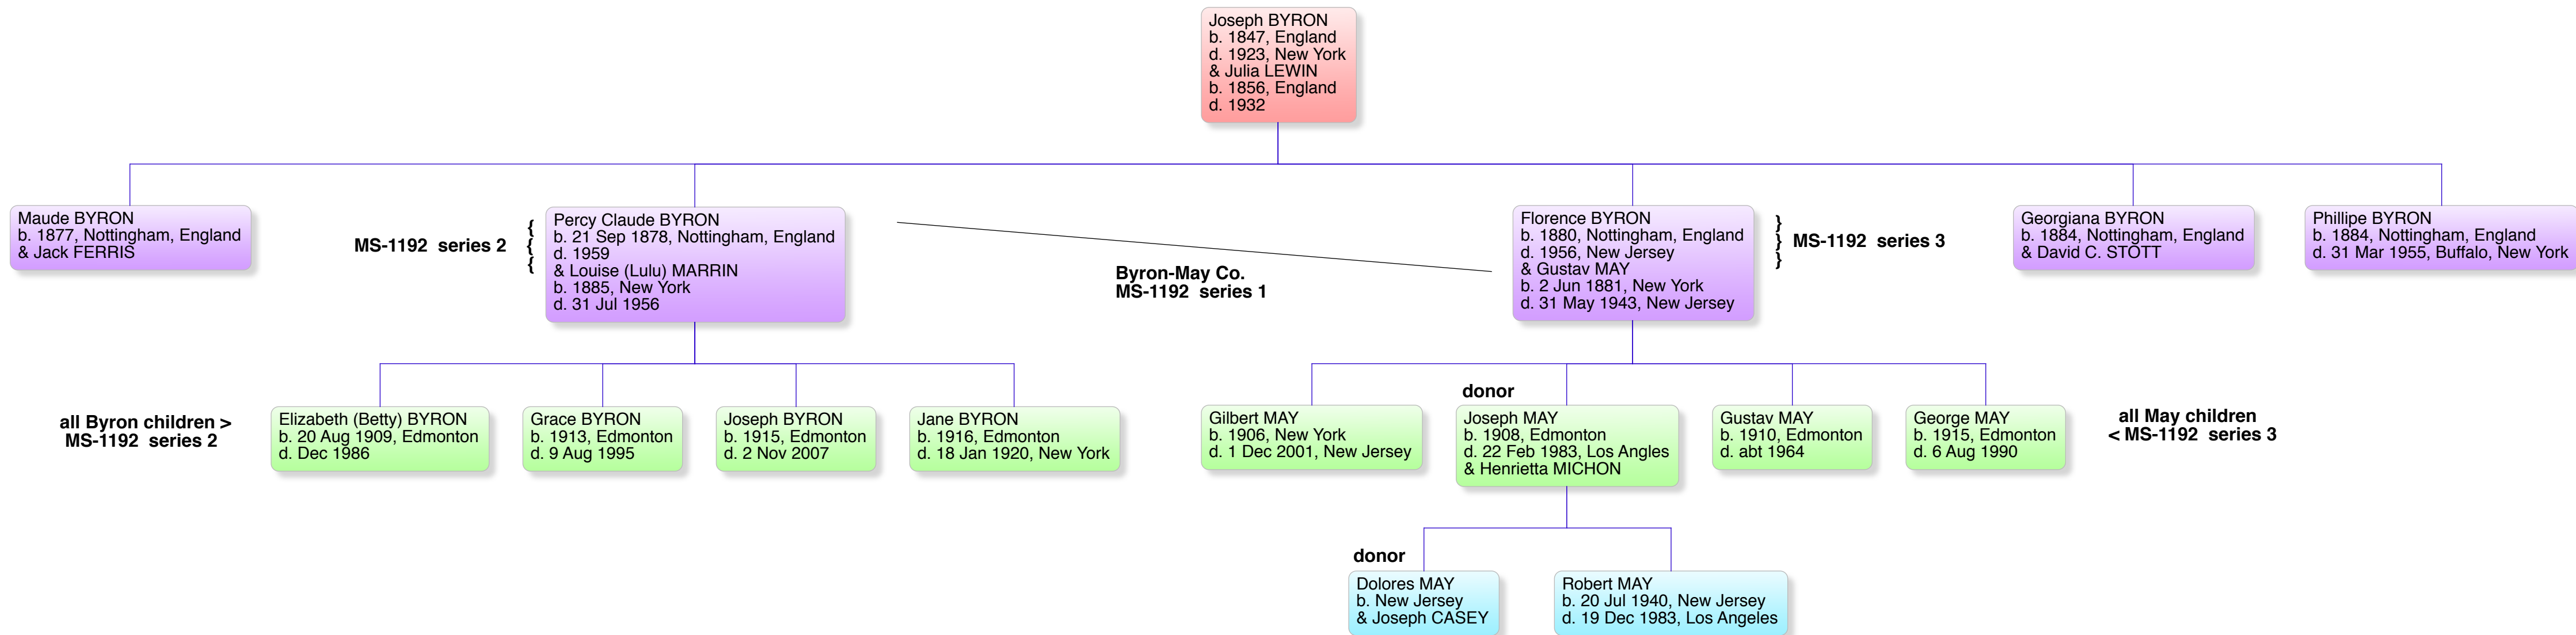 Joseph BYRON
b. 1847, England
d. 1923, New York
& Julia LEWIN
b. 1856, England
d. 1932
Maude BYRON
b. 1877, Nottingham, England
& Jack FERRIS
MS-1192 series 2
{
{
{
Percy Claude BYRON
b. 21 Sep 1878, Nottingham, England
d. 1959
& Louise (Lulu) MARRIN
b. 1885, New York
d. 31 Jul 1956
Byron-May Co.
MS-1192 series 1
Florence BYRON
b. 1880, Nottingham, England
d. 1956, New Jersey
& Gustav MAY
b. 2 Jun 1881, New York
d. 31 May 1943, New Jersey
}
}
}
MS-1192 series 3
Georgiana BYRON
b. 1884, Nottingham, England
& David C. STOTT
Phillipe BYRON
b. 1884, Nottingham, England
d. 31 Mar 1955, Buffalo, New York
all Byron children >
MS-1192 series 2
Elizabeth (Betty) BYRON
b. 20 Aug 1909, Edmonton
d. Dec 1986
Grace BYRON
b. 1913, Edmonton
d. 9 Aug 1995
Joseph BYRON
b. 1915, Edmonton
d. 2 Nov 2007
Jane BYRON
b. 1916, Edmonton
d. 18 Jan 1920, New York
Gilbert MAY
b. 1906, New York
d. 1 Dec 2001, New Jersey
donor
Joseph MAY
b. 1908, Edmonton
d. 22 Feb 1983, Los Angles
& Henrietta MICHON
Gustav MAY
b. 1910, Edmonton
d. abt 1964
George MAY
b. 1915, Edmonton
d. 6 Aug 1990
all May children
< MS-1192 series 3
donor
Dolores MAY
b. New Jersey
& Joseph CASEY
Robert MAY
b. 20 Jul 1940, New Jersey
d. 19 Dec 1983, Los Angeles